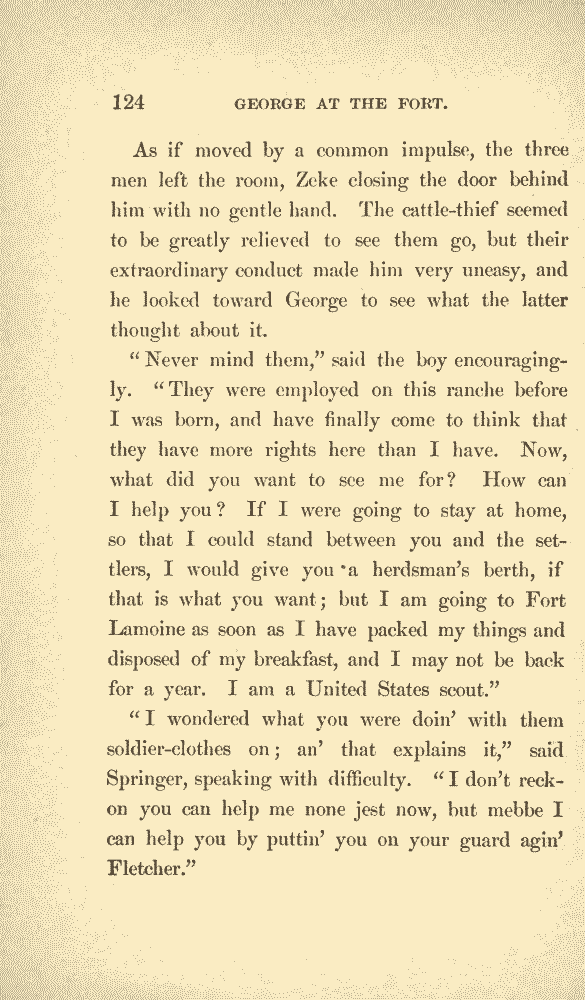 124 GEORGE AT THE FORT.
As if moved by a common impulse, the three
men left the room, Zeke closing the door behind
him with no gentle hand. The cattle-thief seemed
to be greatly relieved to see them go, but their
extraordinary conduct made him very uneasy, and
he looked toward George to see what the latter
thought about it.
“Never mind them,” said the boy encouraging-
ly. “They were employed on this ranche before
I was born, and have finally come to think that
they have more rights here than I have. Now,
what did you want to see me for? How can
I help you? If I were going to stay at home,
so that I could stand between you and the set-
tlers, I would give you a herdsman’s berth, if
that is what you want; but I am going to Fort
Lamoine as soon as I have packed my things and
disposed of my breakfast, and I may not be back
for a year. I am a United States scout.”
“I wondered what you were doin’ with them
soldier-clothes on; an’ that explains it,” said
Springer, speaking with difficulty. “I don’t reck-
on you can help me none jest now, but mebbe I
can help you by puttin’ you on your guard agin’
Fletcher.”